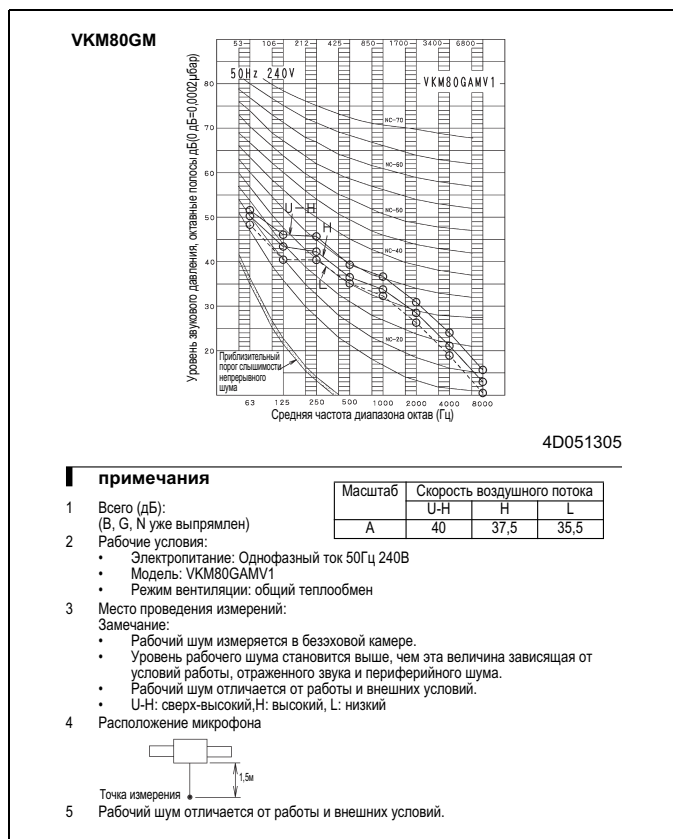 VKM80GM
53 106 212 425 850 1700 3400 6800
50Hz 240V
VKM80GAMV1
Уровень звукового давления, октавные полосы дБ(0 дБ=0,0002µбар)
80
70
60
50
40
30
20
NC-70
NC-60
NC-50
NC-40
NC-20
U-H
H
L
Приблизительный
порог слышимости
непрерывного
шума
63 125 250 500 1000 2000 4000 8000
Средняя частота диапазона октав (Гц)
4D051305
примечания
1 Всего (дБ):
(B, G, N уже выпрямлен)
Масштаб Скорость воздушного потока
U-H H L
A 40 37,5 35,5
2 Рабочие условия:
• Электропитание: Однофазный ток 50Гц 240В
• Модель: VKM80GAMV1
• Режим вентиляции: общий теплообмен
3 Место проведения измерений:
Замечание:
• Рабочий шум измеряется в безэховой камере.
• Уровень рабочего шума становится выше, чем эта величина зависящая от
условий работы, отраженного звука и периферийного шума.
• Рабочий шум отличается от работы и внешних условий.
• U-H: сверх-высокий,H: высокий, L: низкий
4 Расположение микрофона
1,5м
Точка измерения
5 Рабочий шум отличается от работы и внешних условий.